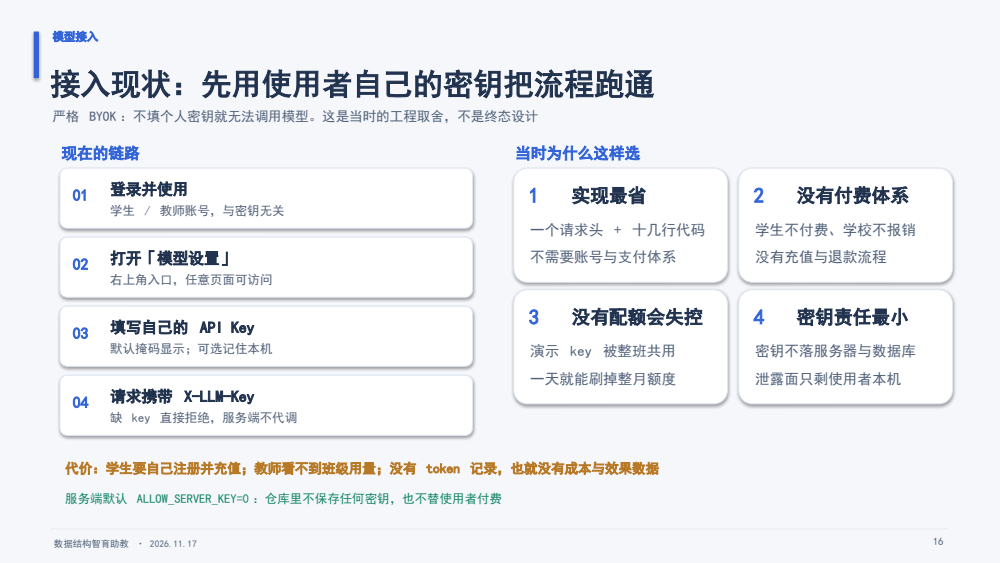 模型接入
接入现状：先用使用者自己的密钥把流程跑通
严格 BYOK：不填个人密钥就无法调用模型。这是当时的工程取舍，不是终态设计
现在的链路
01 登录并使用
学生 / 教师账号，与密钥无关
02 打开「模型设置」
右上角入口，任意页面可访问
03 填写自己的 API Key
默认掩码显示；可选记住本机
04 请求携带 X-LLM-Key
缺 key 直接拒绝，服务端不代调
当时为什么这样选
1 实现最省
一个请求头 + 十几行代码
不需要账号与支付体系
2 没有付费体系
学生不付费、学校不报销
没有充值与退款流程
3 没有配额会失控
演示 key 被整班共用
一天就能刷掉整月额度
4 密钥责任最小
密钥不落服务器与数据库
泄露面只剩使用者本机
代价：学生要自己注册并充值；教师看不到班级用量；没有 token 记录，也就没有成本与效果数据
服务端默认 ALLOW_SERVER_KEY=0：仓库里不保存任何密钥，也不替使用者付费
数据结构智育助教 · 2026.11.17
16